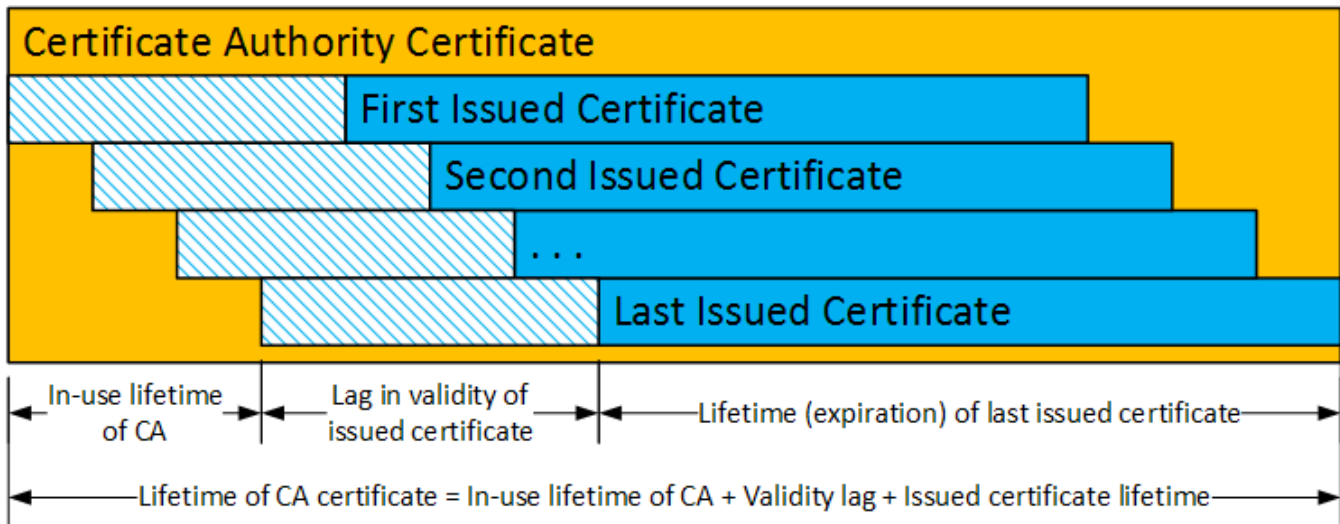 Certificate Authority Certificate
First Issued Certificate
Second Issued Certificate
. . .
Last Issued Certificate
In-use lifetime
of CA
Lag in validity of
issued certificate
Lifetime (expiration) of last issued certificate
Lifetime of CA certificate = In-use lifetime of CA + Validity lag + Issued certificate lifetime